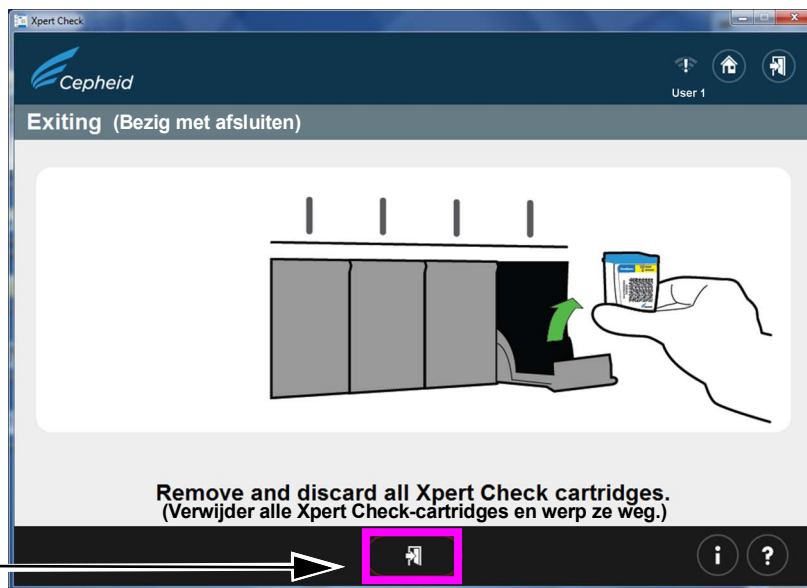 Xpert Check
Cepheid
User 1
Exiting (Bezig met afsluiten)
Remove and discard all Xpert Check cartridges.
(Verwijder alle Xpert Check-cartridges en werp ze weg.)
i ?